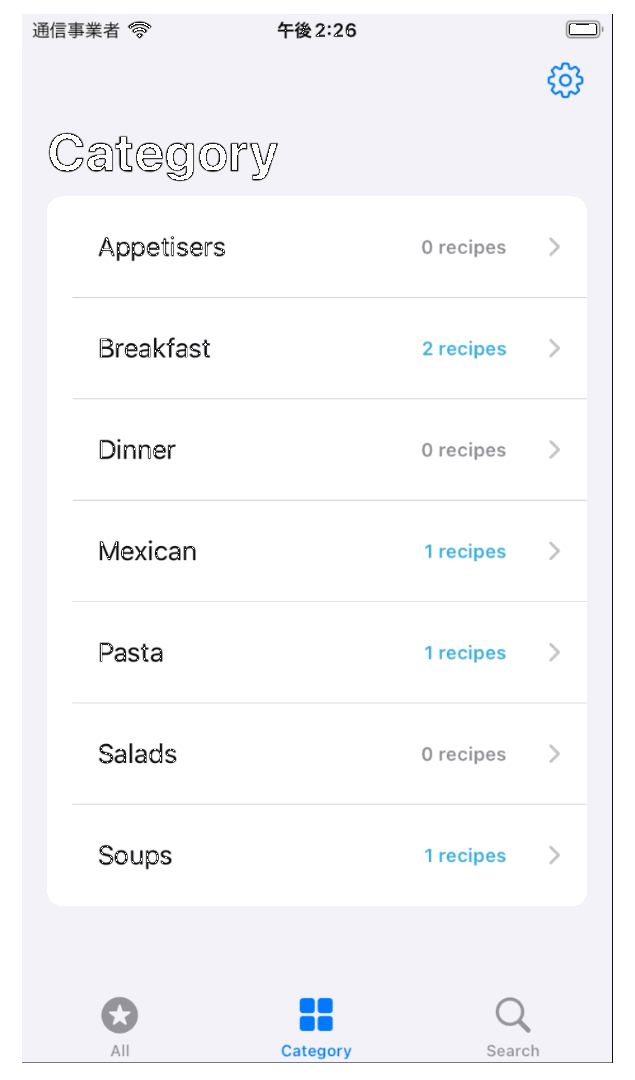 通信事業者 午後2:26
Category
Appetisers 0 recipes
Breakfast 2 recipes
Dinner 0 recipes
Mexican 1 recipes
Pasta 1 recipes
Salads 0 recipes
Soups 1 recipes
All Category Search